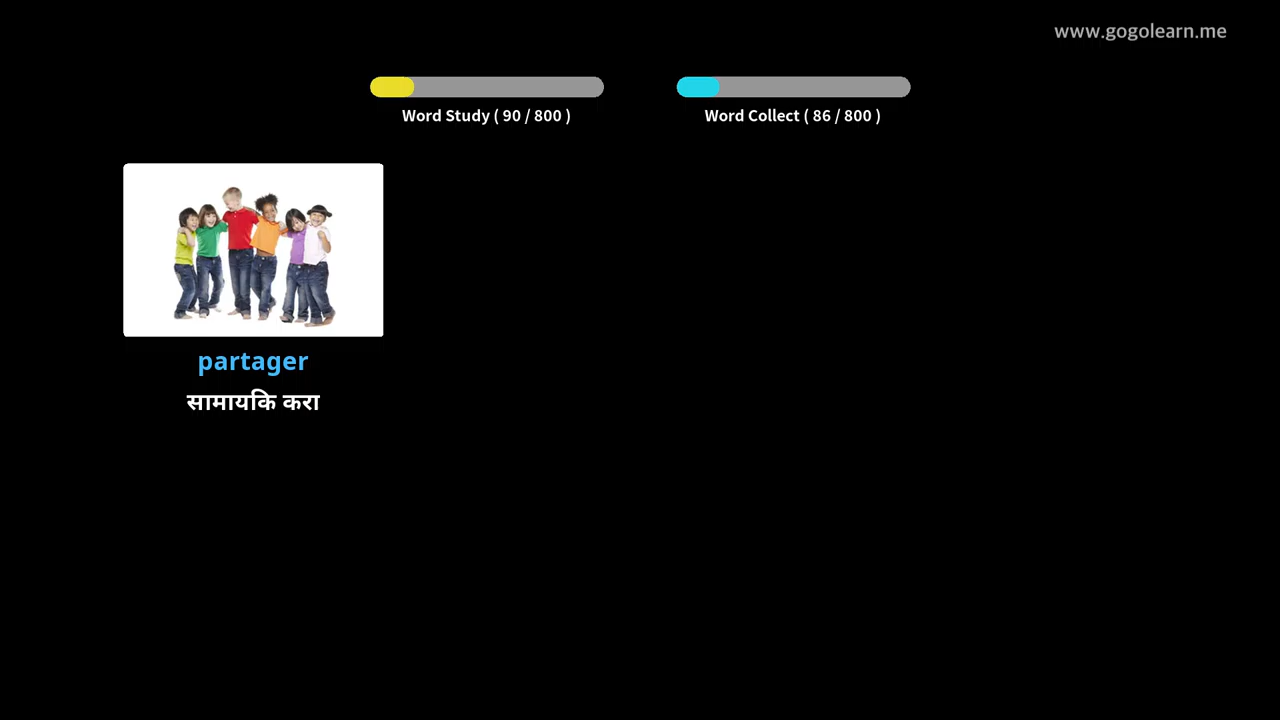 www.gogolearn.me
Word Study ( 90 / 800 )
Word Collect ( 86 / 800 )
partager
सामायकि करा